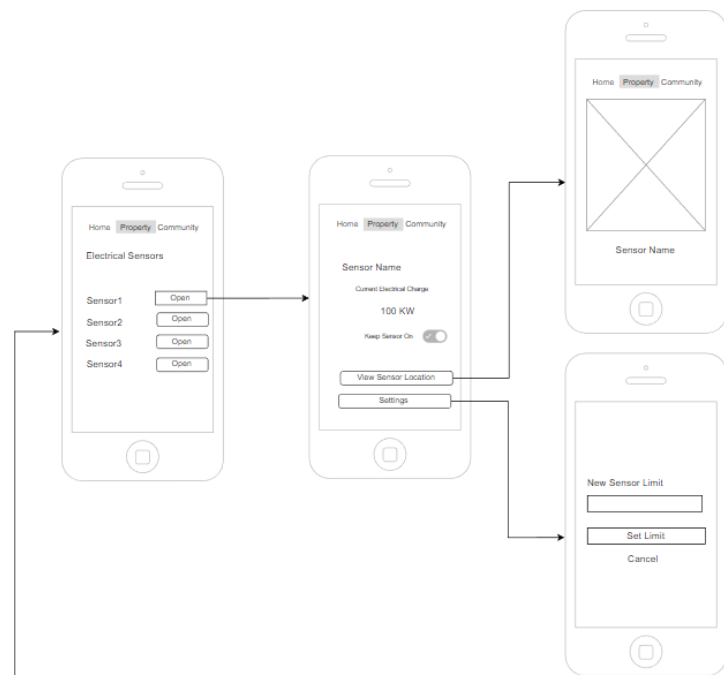 Home Property Community
Electrical Sensors
Sensor1 Open
Sensor2 Open
Sensor3 Open
Sensor4 Open
Home Property Community
Sensor Name
Current Electrical Charge
100 KW
Keep Sensor On
View Sensor Location
Settings
Home Property Community
Sensor Name
New Sensor Limit
Set Limit
Cancel